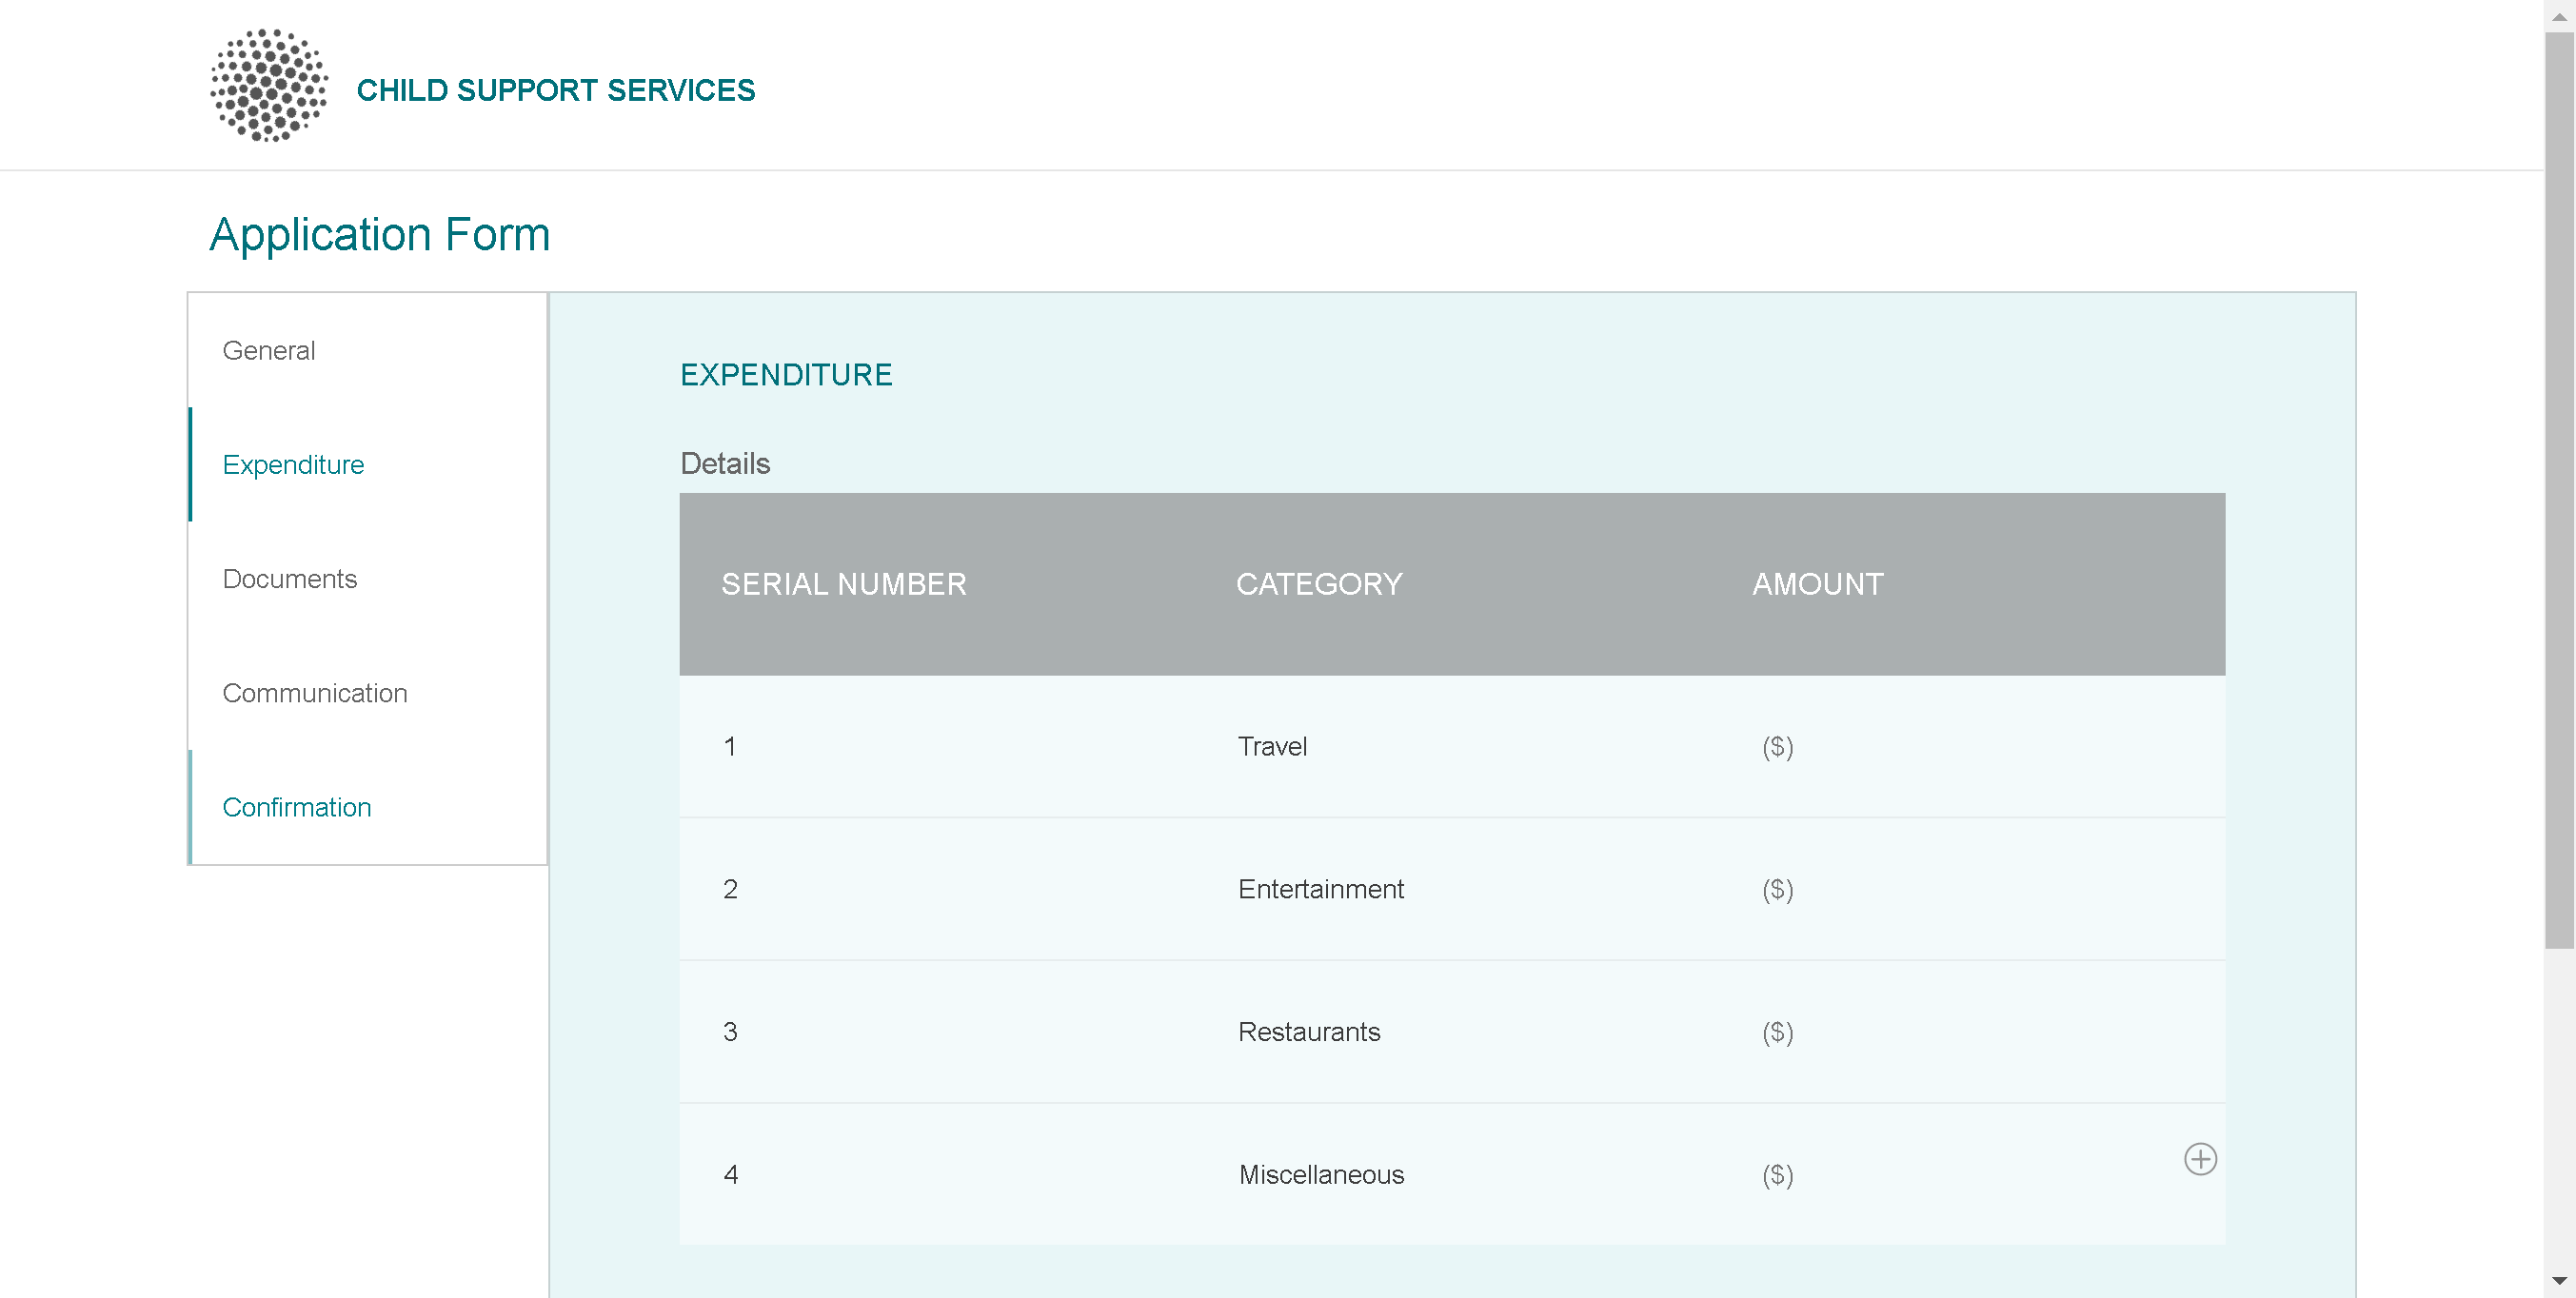 CHILD SUPPORT SERVICES
Application Form
General
Expenditure
Documents
Communication
Confirmation
EXPENDITURE
Details
SERIAL NUMBER CATEGORY AMOUNT
1 Travel ($)
2 Entertainment ($)
3 Restaurants ($)
4 Miscellaneous ($)